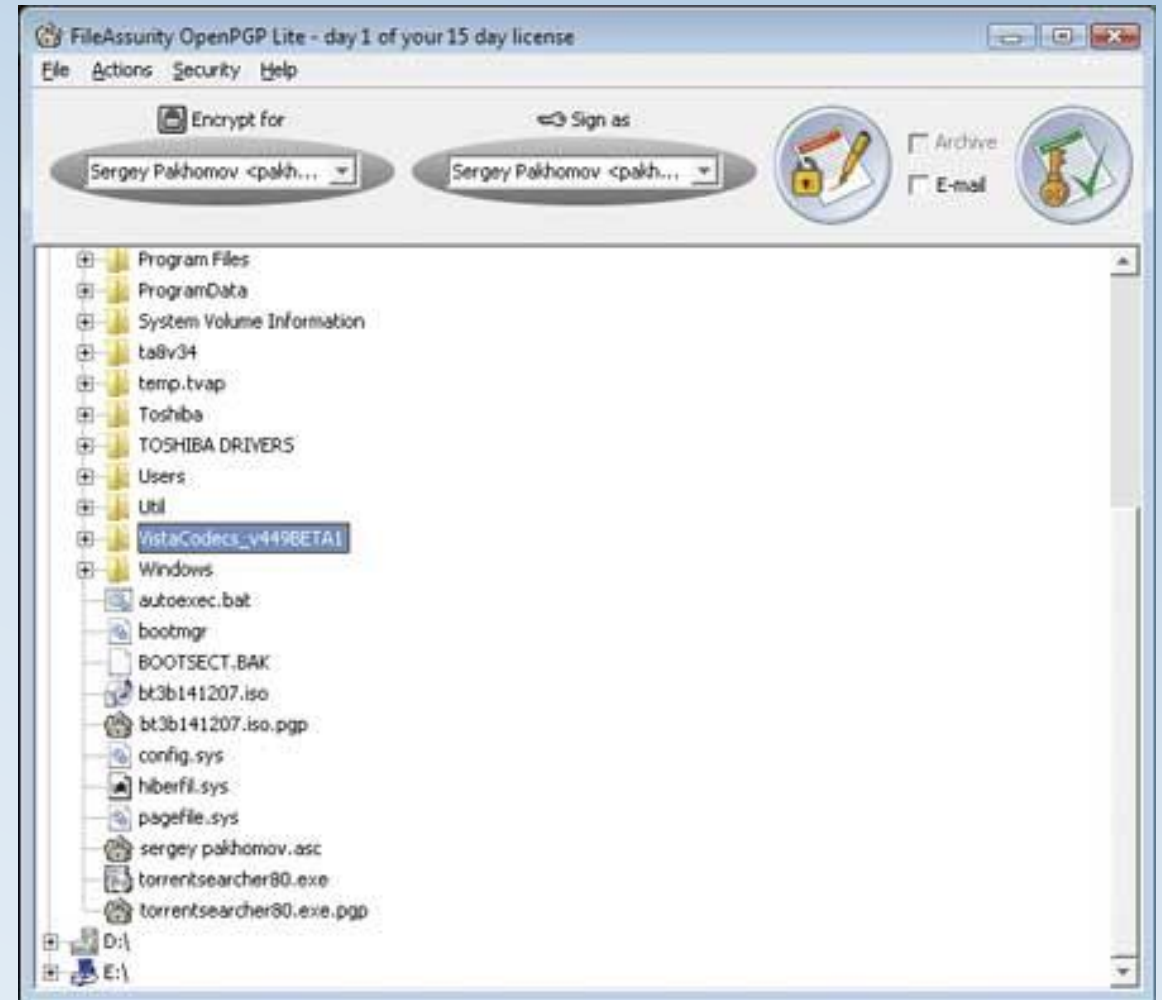 FileAssurity OpenPGP Lite - day 1 of your 15 day license
File Actions Security Help
Encrypt for
Sign as
Sergey Pakhomov <pakh...
Sergey Pakhomov <pakh...
Archive
E-mail
Program Files
ProgramData
System Volume Information
ta8v34
temp.tvap
Toshiba
TOSHIBA DRIVERS
Users
Util
VistaCodecs_v449BETA1
Windows
autoexec.bat
bootmgr
BOOTSECT.BAK
bt3b141207.iso
bt3b141207.iso.pgp
config.sys
hiberfil.sys
pagefile.sys
sergey pakhomov.asc
torrentsearcher80.exe
torrentsearcher80.exe.pgp
D:\
E:\